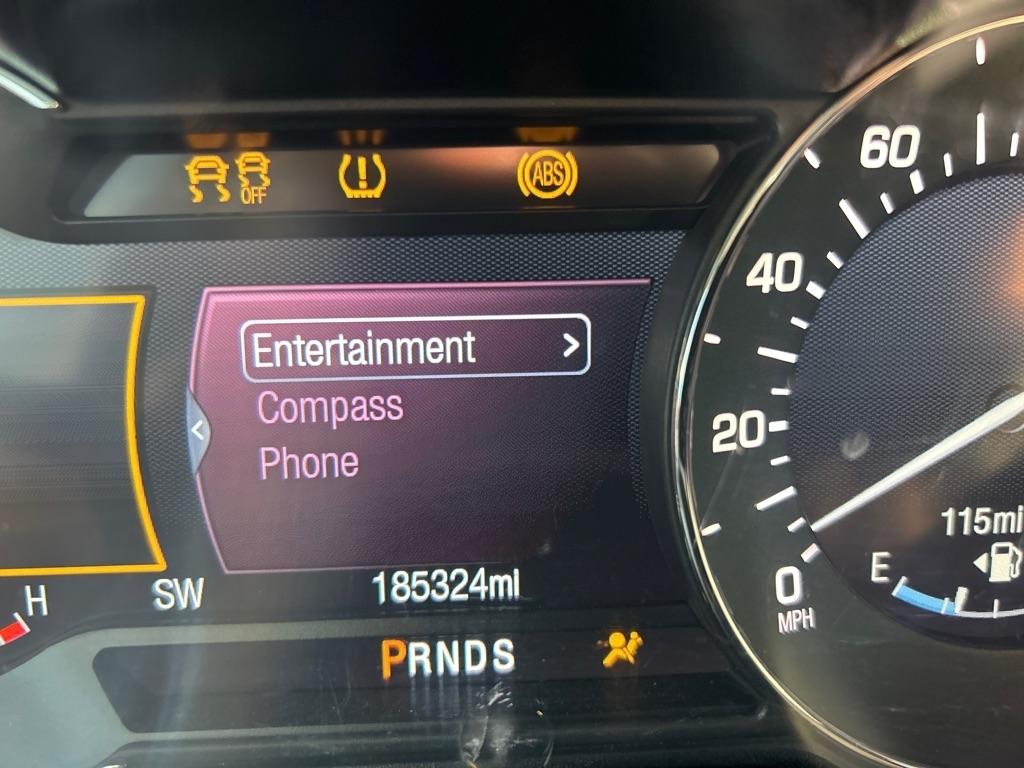 OFF
ABS
60
40
20
0
MPH
Entertainment >
Compass
Phone
115mi
E
H
SW
185324mi
PRNDS